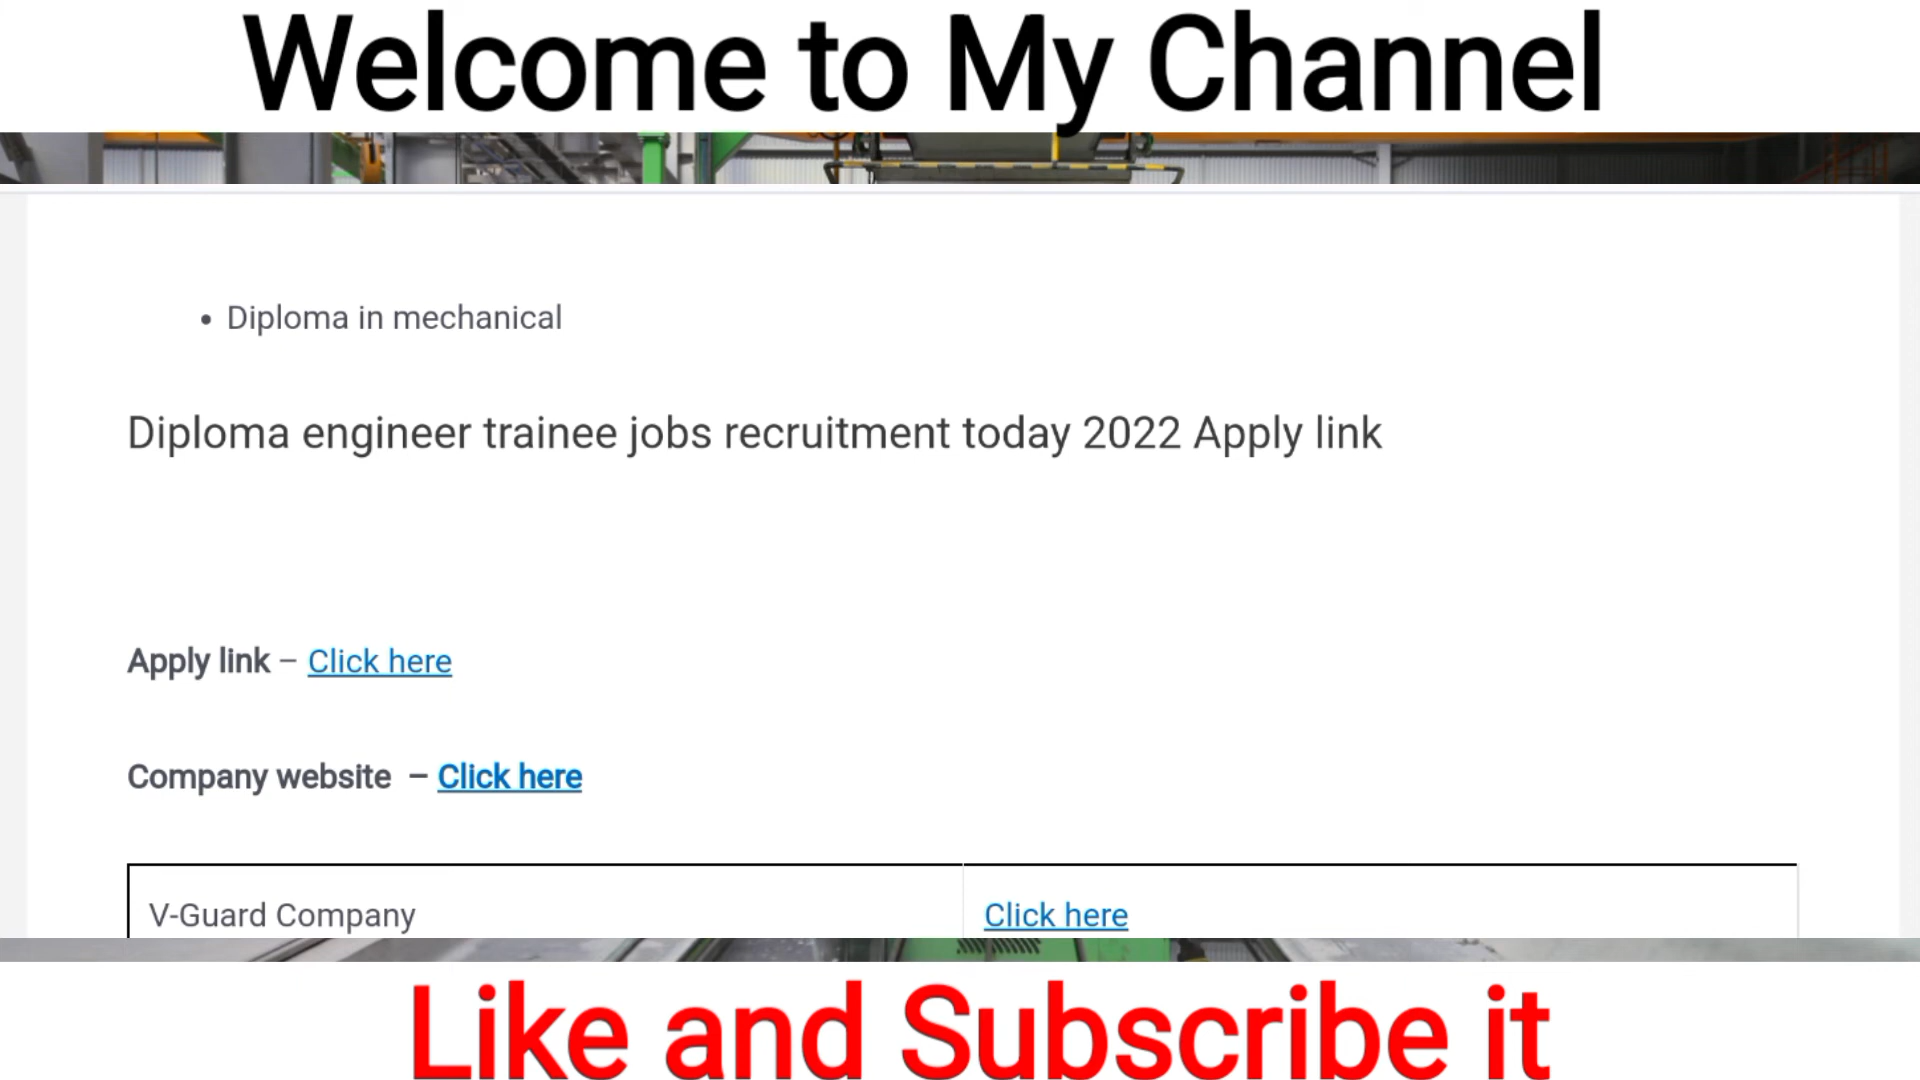 Welcome to My Channel
• Diploma in mechanical
Diploma engineer trainee jobs recruitment today 2022 Apply link
Apply link – Click here
Company website – Click here
V-Guard Company Click here
Like and Subscribe it